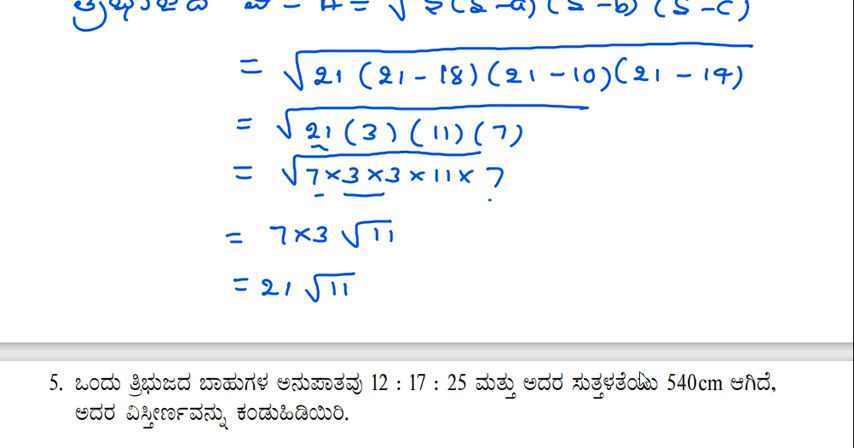 ತ್ರಿಭುಜದ ವಿ = A = √ s (s - a) ( s - b) ( s - c)
= √ 21 ( 21 - 18) ( 21 - 10) ( 21 - 14)
= √ 21 ( 3 ) ( 11 ) ( 7 )
= √ 7 × 3 × 3 × 11 × 7
= 7 × 3 √ 11
= 21 √ 11
5. ಒಂದು ತ್ರಿಭುಜದ ಬಾಹುಗಳ ಅನುಪಾತವು 12 : 17 : 25 ಮತ್ತು ಅದರ ಸುತ್ತಳತೆಯು 540cm ಆಗಿದೆ,
ಅದರ ವಿಸ್ತೀರ್ಣವನ್ನು ಕಂಡುಹಿಡಿಯಿರಿ.